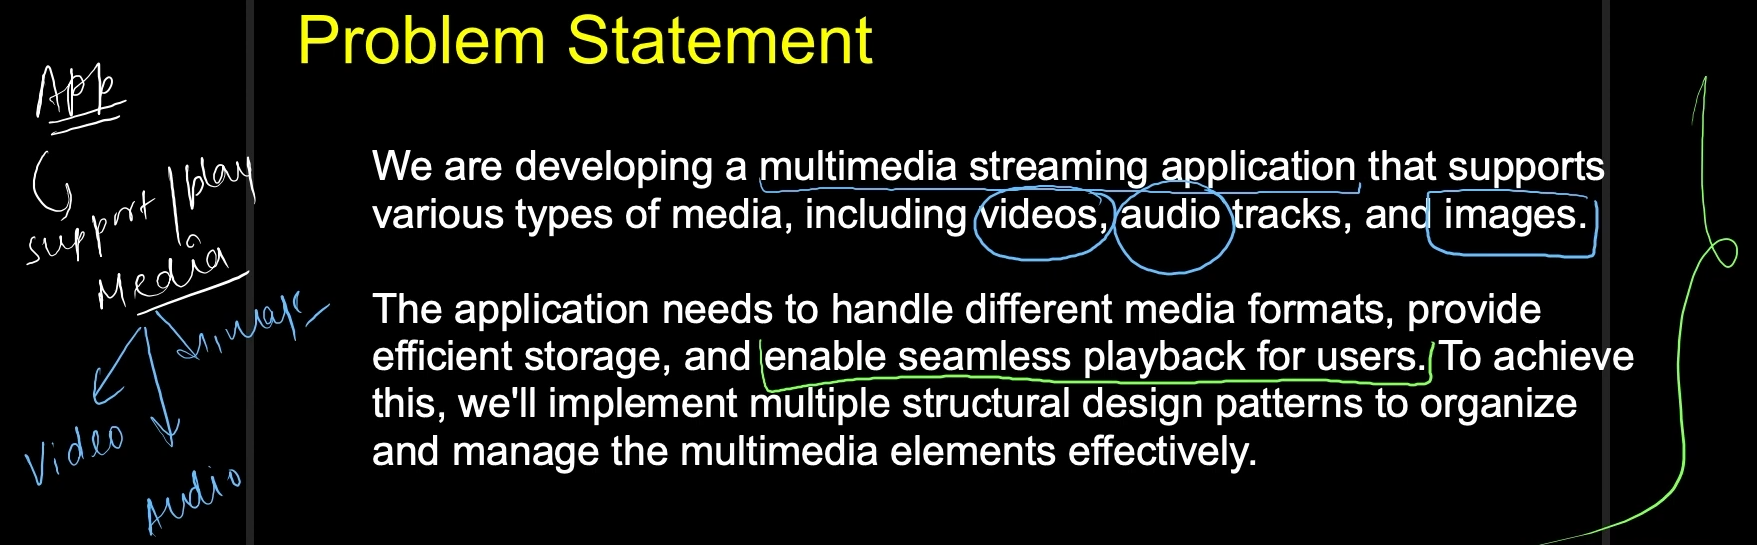 Problem Statement
App
support/play
Media
Image
Video
Audio
We are developing a multimedia streaming application that supports
various types of media, including videos, audio tracks, and images.
The application needs to handle different media formats, provide
efficient storage, and enable seamless playback for users. To achieve
this, we'll implement multiple structural design patterns to organize
and manage the multimedia elements effectively.